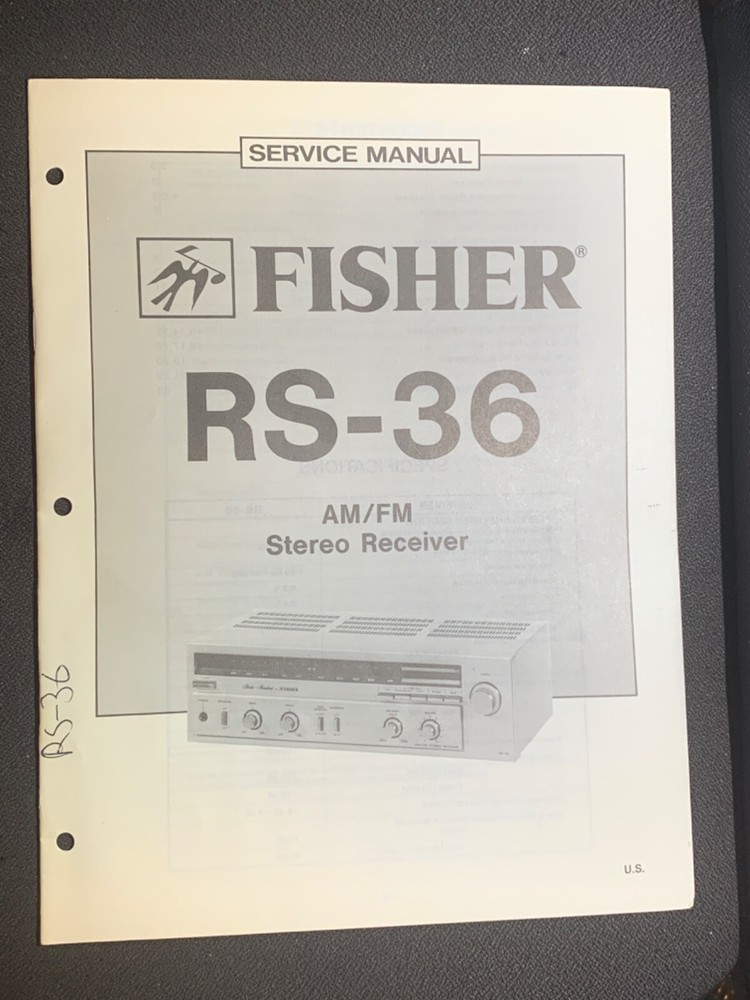 SERVICE MANUAL
FISHER®
RS-36
AM/FM
Stereo Receiver
RS-36
U.S.